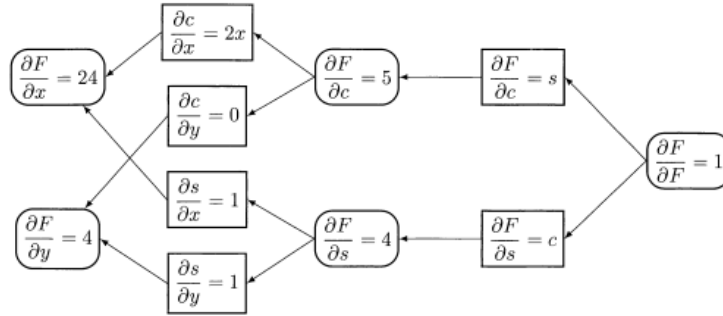 ∂c/∂x = 2x
∂F/∂x = 24
∂F/∂c = 5
∂F/∂c = s
∂c/∂y = 0
∂F/∂F = 1
∂s/∂x = 1
∂F/∂y = 4
∂F/∂s = 4
∂F/∂s = c
∂s/∂y = 1